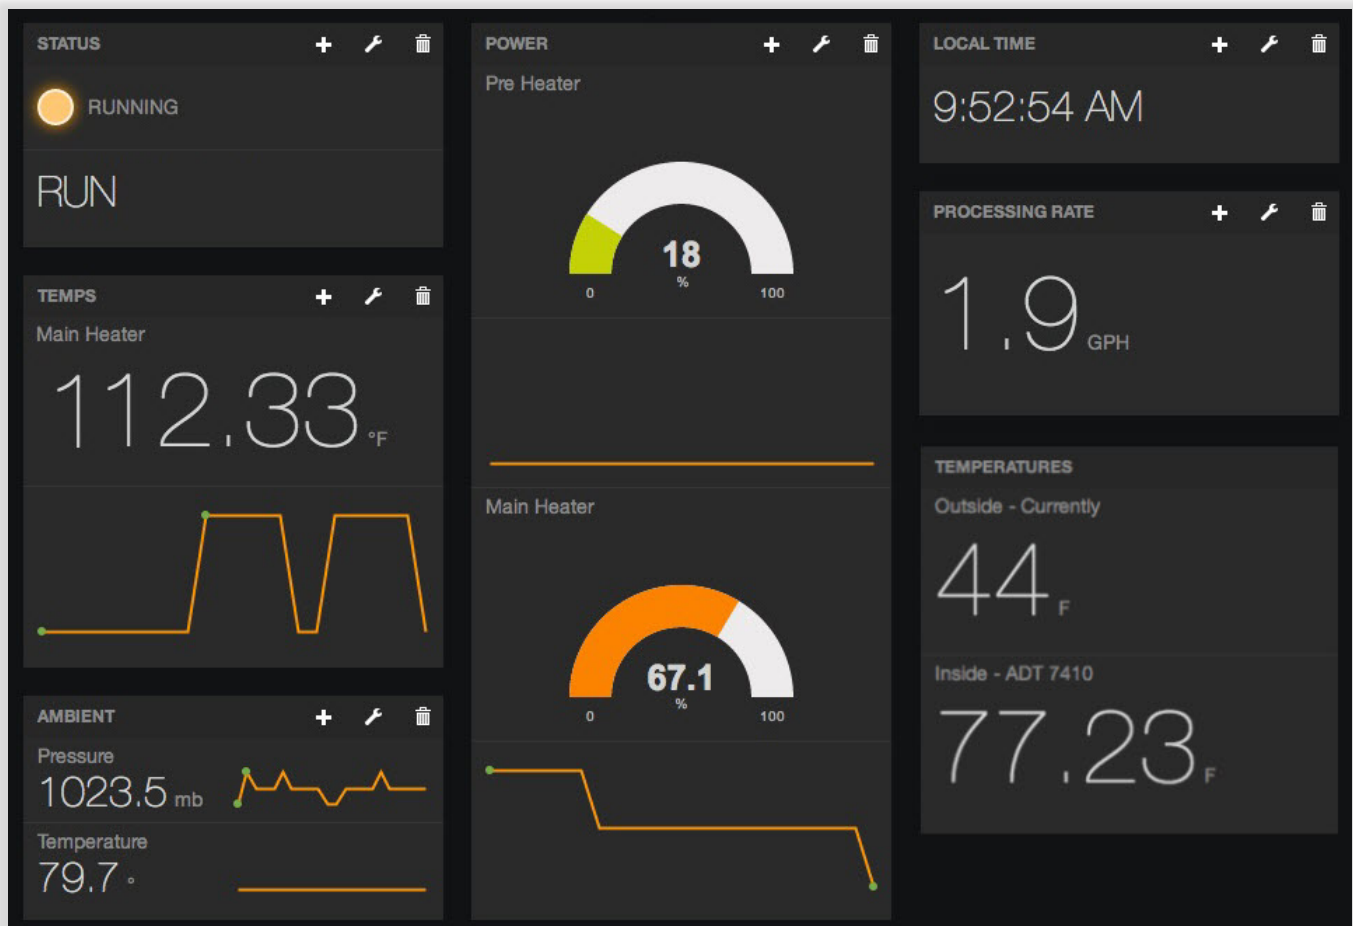 STATUS
RUNNING
RUN
TEMPS
Main Heater
112.33 °F
AMBIENT
Pressure
1023.5 mb
Temperature
79.7 °
POWER
Pre Heater
18
%
0 100
Main Heater
67.1
%
0 100
LOCAL TIME
9:52:54 AM
PROCESSING RATE
1.9 GPH
TEMPERATURES
Outside - Currently
44 F
Inside - ADT 7410
77.23 F